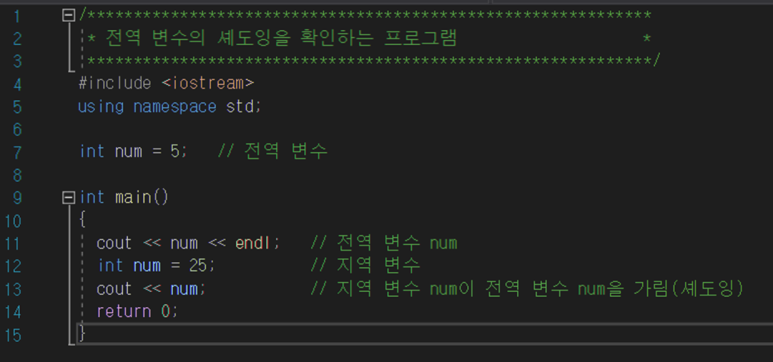 1 /************************************************************
2 * 전역 변수의 셰도잉을 확인하는 프로그램 *
3 ************************************************************/
4 #include <iostream>
5 using namespace std;
6
7 int num = 5; // 전역 변수
8
9 int main()
10 {
11 cout << num << endl; // 전역 변수 num
12 int num = 25; // 지역 변수
13 cout << num; // 지역 변수 num이 전역 변수 num을 가림(셰도잉)
14 return 0;
15 }